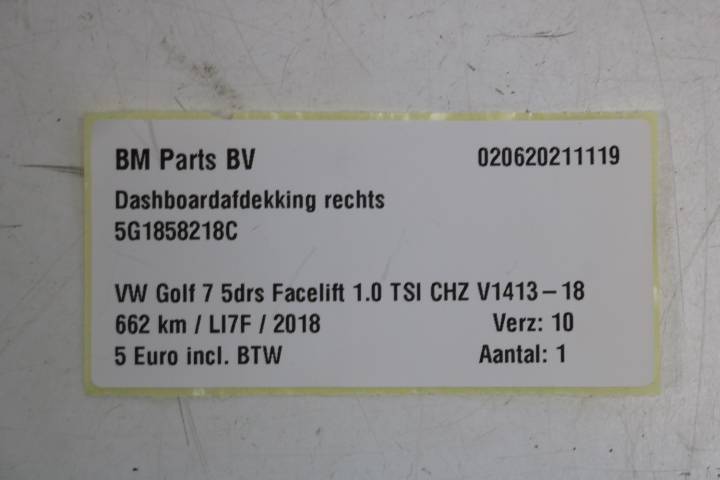 BM Parts BV 020620211119
Dashboardafdekking rechts
5G1858218C
VW Golf 7 5drs Facelift 1.0 TSI CHZ V1413-18
662 km / LI7F / 2018 Verz: 10
5 Euro incl. BTW Aantal: 1